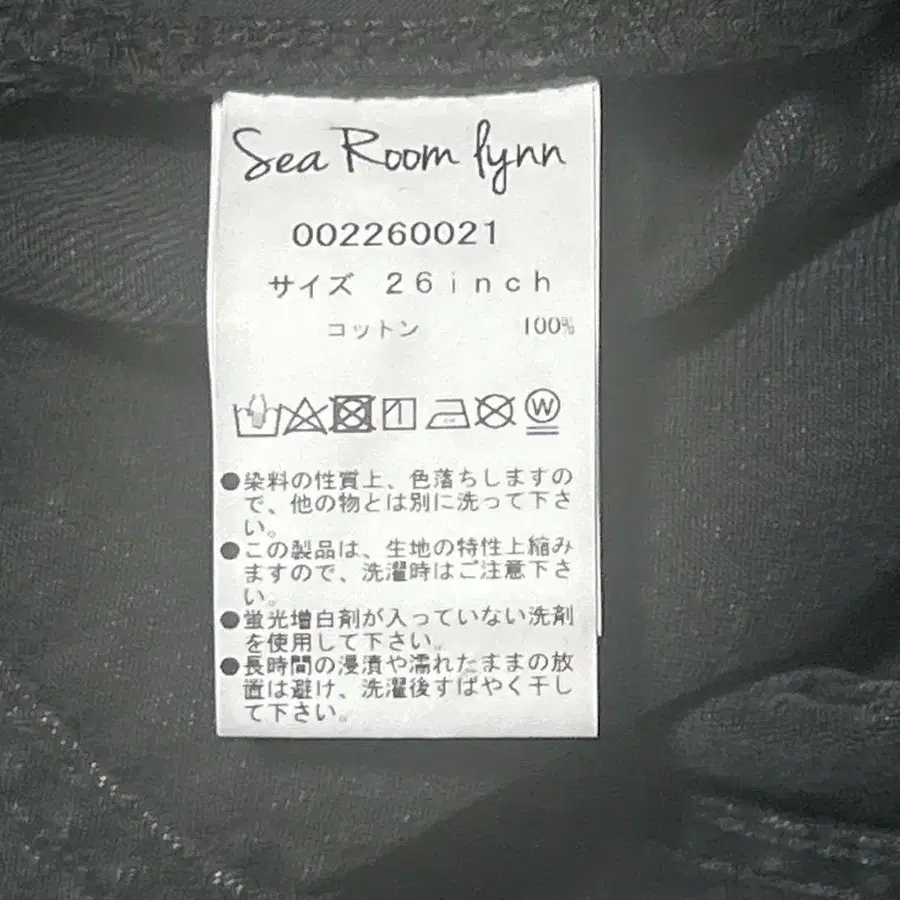 Sea Room lynn
002260021
サイズ 26inch
コットン 100%
W
●染料の性質上、色落ちしますの
で、他の物とは別に洗って下さ
い。
●この製品は、生地の特性上縮み
ますので、洗濯時はご注意下さ
い。
●蛍光増白剤が入っていない洗剤
を使用して下さい。
●長時間の浸漬や濡れたままの放
置は避け、洗濯後すばやく干し
て下さい。